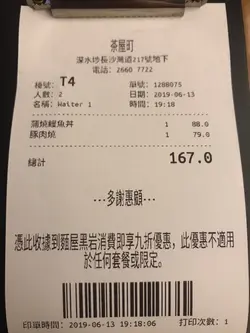 茶屋町
深水埗長沙灣道217號地下
電話: 2660 7722
檯號: T4 單號: 1288075
人數: 2 日期: 2019-06-13
名稱: Waiter 1 時間: 19:18
蒲燒鰻魚丼 1 88.0
豚肉燒 1 79.0
總計 167.0
---多謝惠顧---
憑此收據到麵屋黑岩消費即享九折優惠，此優惠不適用
於任何套餐或限定。
印單時間: 2019-06-13 19:18:06 打印次數: 1